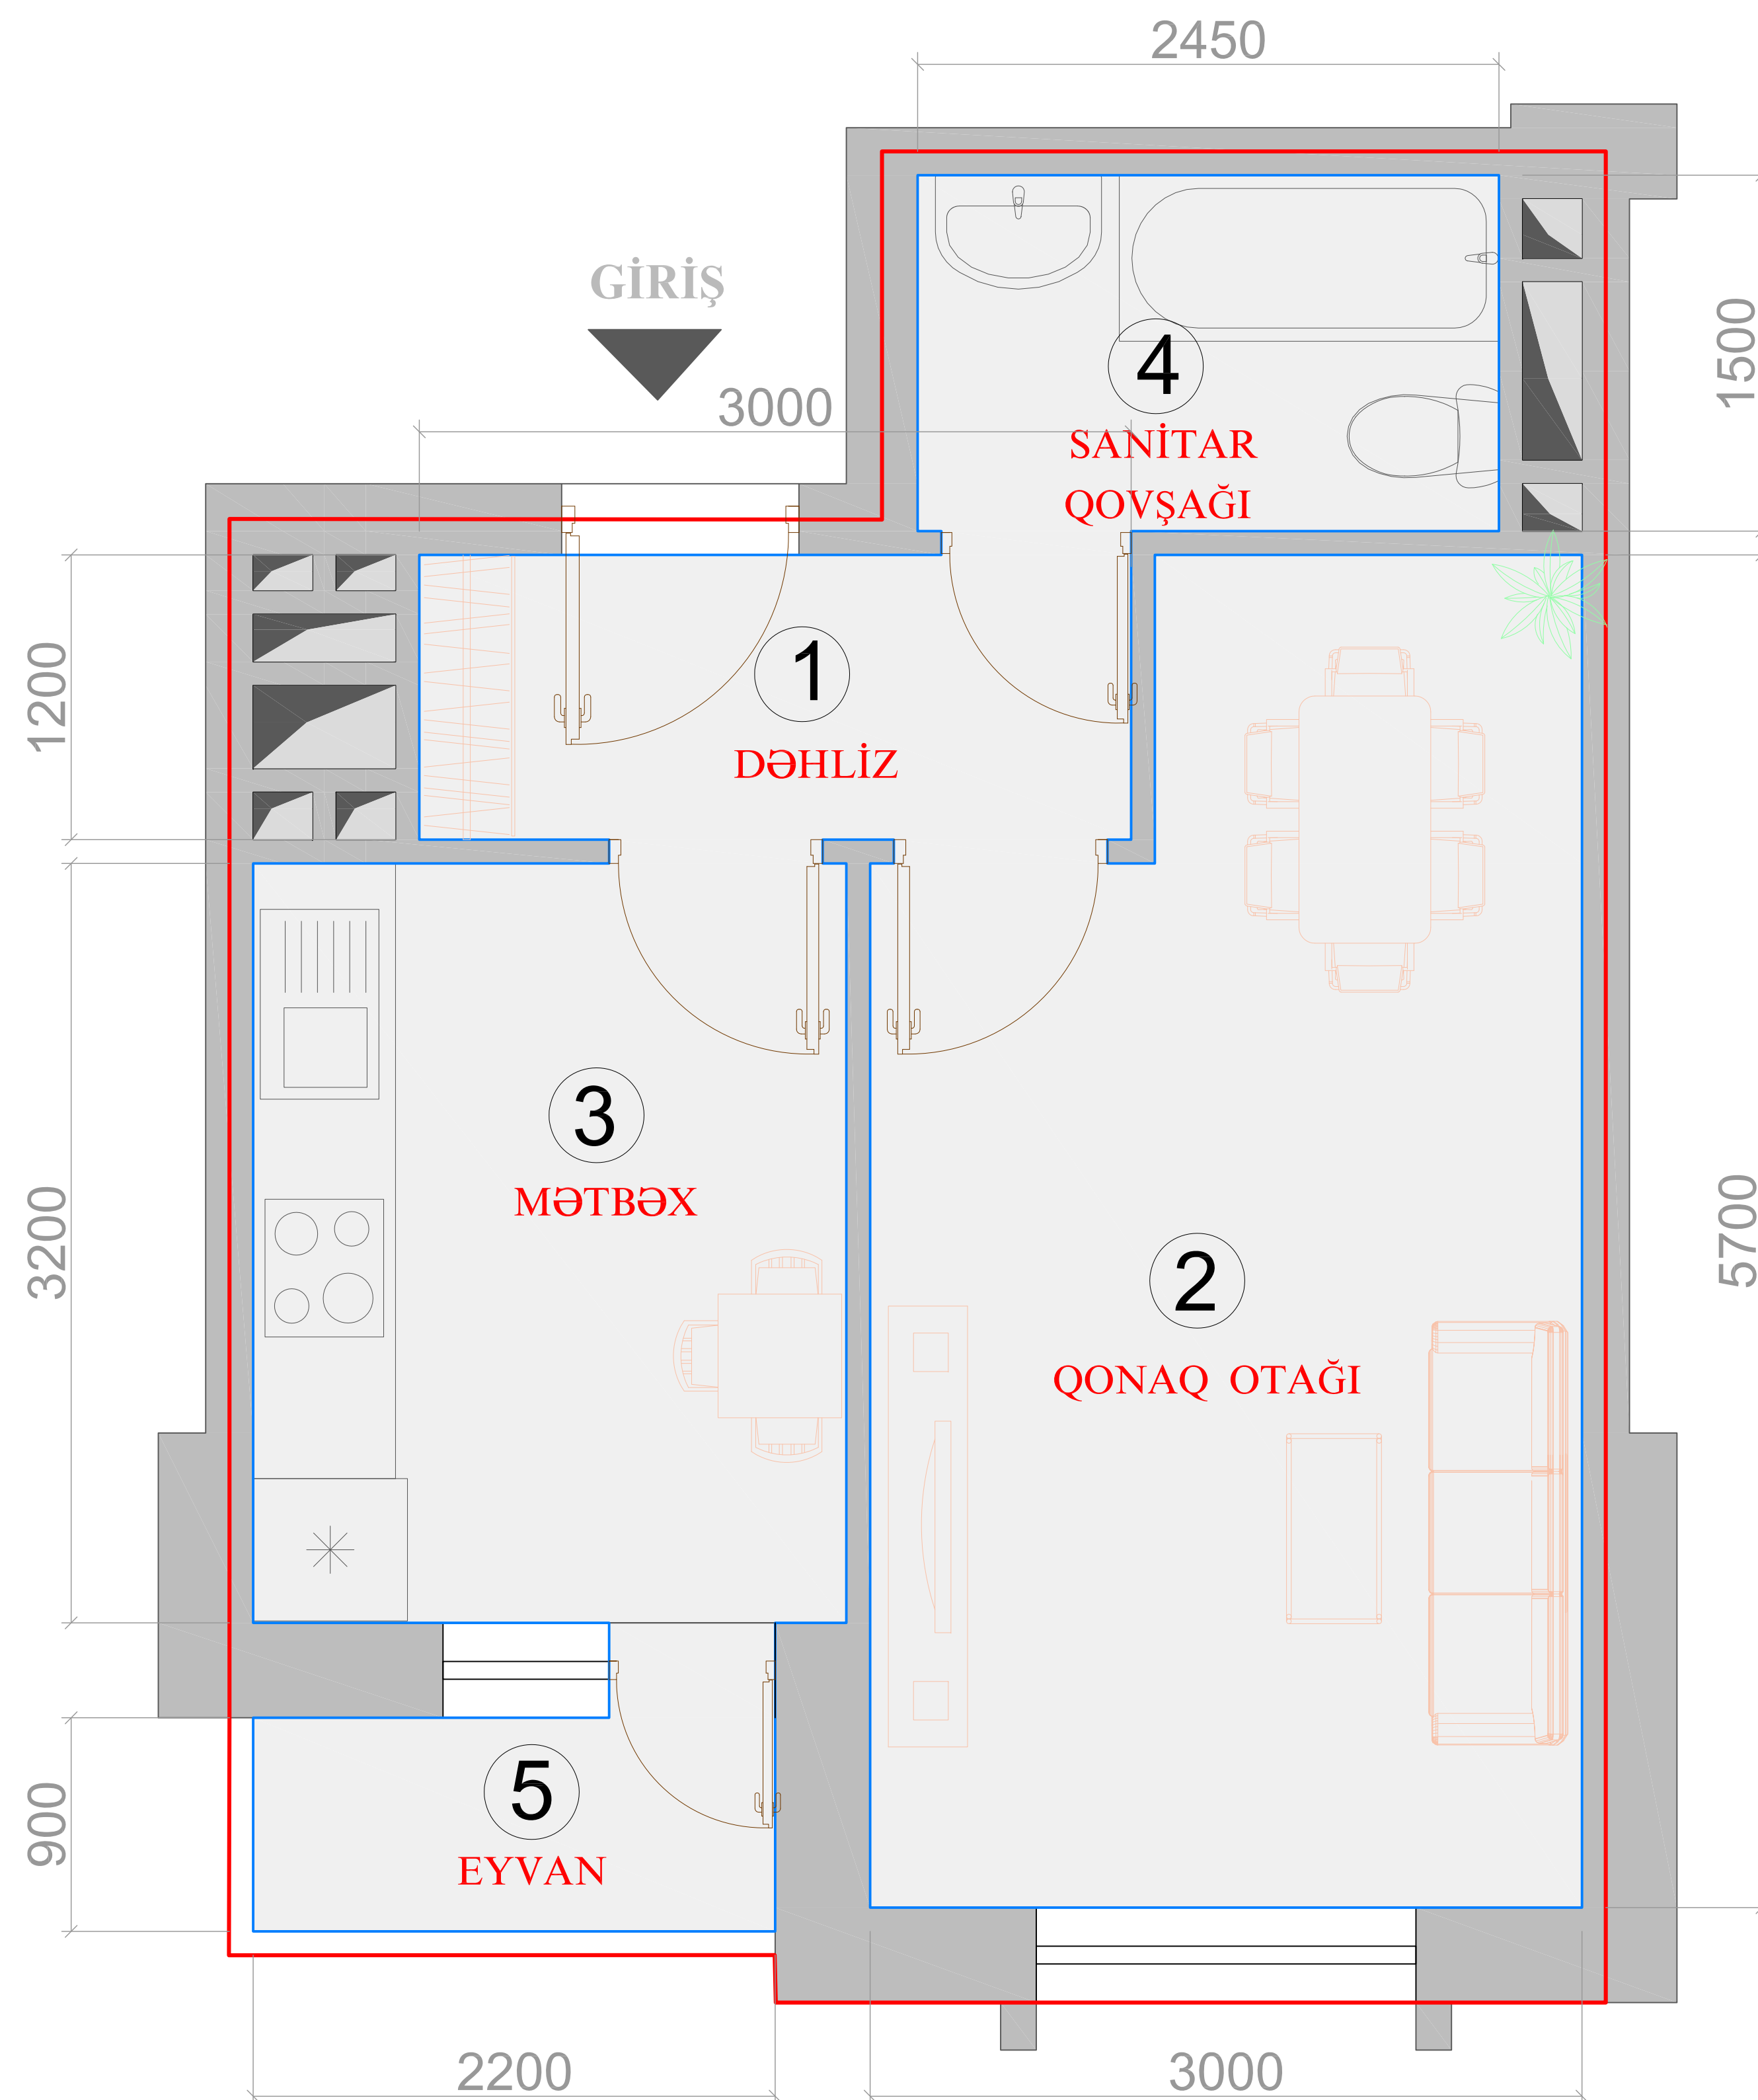 2450
GİRİŞ
3000
1500
4
SANİTAR
QOVŞAĞI
1200
1
DƏHLİZ
3
MƏTBƏX
3200
5700
2
QONAQ OTAĞI
5
EYVAN
900
2200
3000